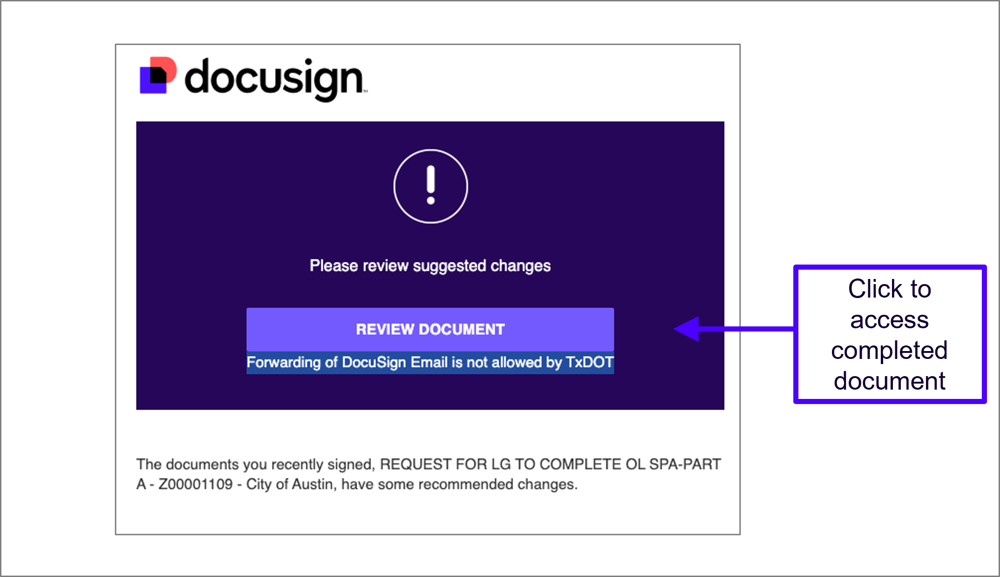 docusign™
Please review suggested changes
REVIEW DOCUMENT
Forwarding of DocuSign Email is not allowed by TxDOT
Click to
access
completed
document
The documents you recently signed, REQUEST FOR LG TO COMPLETE OL SPA-PART
A - Z00001109 - City of Austin, have some recommended changes.